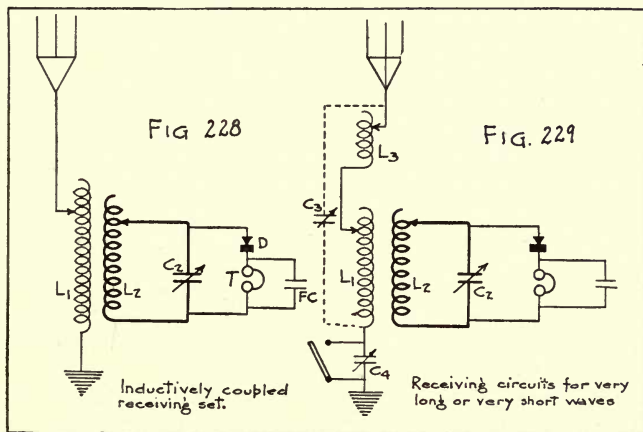 FIG 228
L1
L2
C2
D
T
FC
Inductively coupled
receiving set.
FIG. 229
L3
C3
L1
L2
C2
C4
Receiving circuits for very
long or very short waves